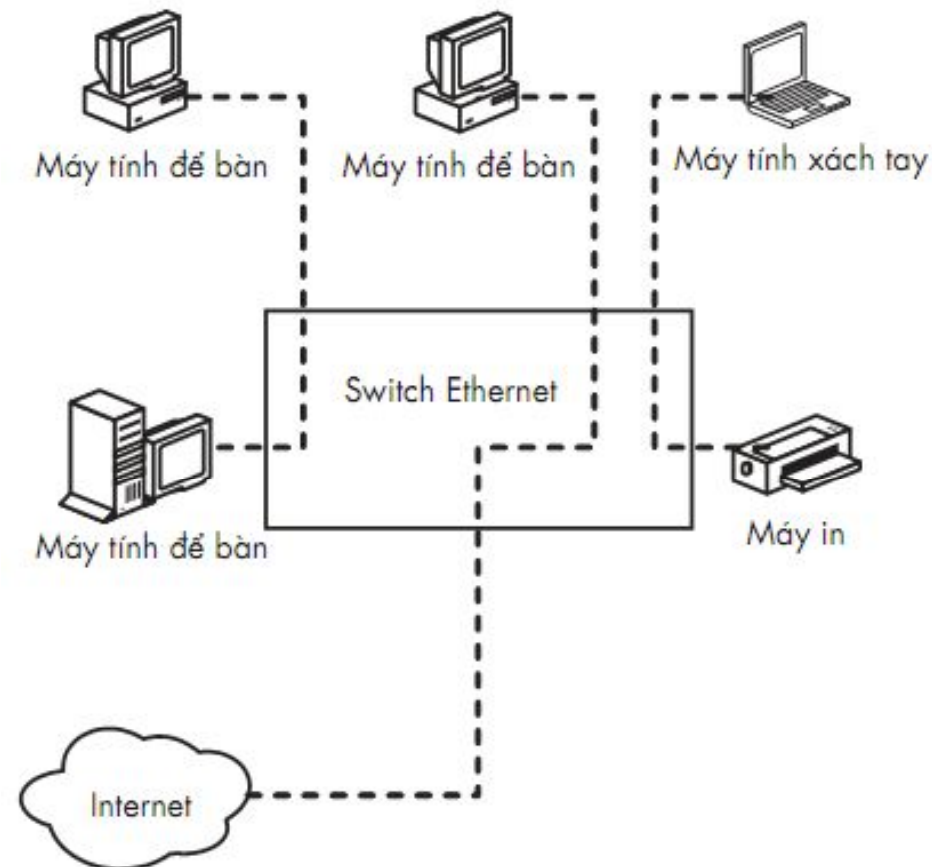 Máy tính để bàn
Máy tính để bàn
Máy tính xách tay
Switch Ethernet
Máy tính để bàn
Máy in
Internet